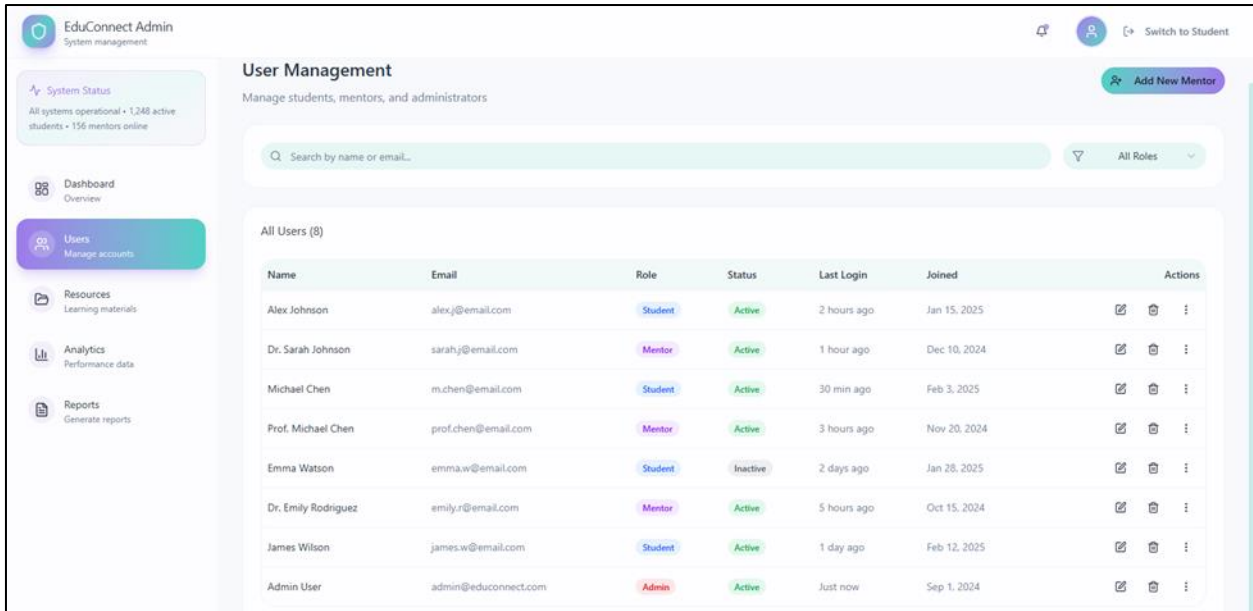 EduConnect Admin
System management
Switch to Student
System Status
All systems operational • 1,248 active
students • 156 mentors online
Dashboard
Overview
Users
Manage accounts
Resources
Learning materials
Analytics
Performance data
Reports
Generate reports
User Management
Manage students, mentors, and administrators
Add New Mentor
Search by name or email...
All Roles
All Users (8)
Name Email Role Status Last Login Joined Actions
Alex Johnson alex.j@email.com Student Active 2 hours ago Jan 15, 2025
Dr. Sarah Johnson sarah.j@email.com Mentor Active 1 hour ago Dec 10, 2024
Michael Chen m.chen@email.com Student Active 30 min ago Feb 3, 2025
Prof. Michael Chen prof.chen@email.com Mentor Active 3 hours ago Nov 20, 2024
Emma Watson emma.w@email.com Student Inactive 2 days ago Jan 28, 2025
Dr. Emily Rodriguez emily.r@email.com Mentor Active 5 hours ago Oct 15, 2024
James Wilson james.w@email.com Student Active 1 day ago Feb 12, 2025
Admin User admin@educonnect.com Admin Active Just now Sep 1, 2024